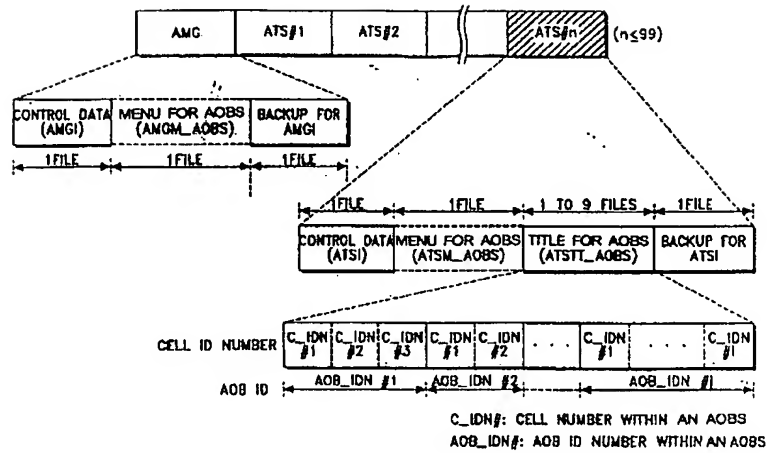 AMG ATS#1 ATS#2 ATS#n (n≤99)
CONTROL DATA (AMGI) MENU FOR AOBS (AMGM_AOBS) BACKUP FOR AMGI
1FILE 1FILE 1FILE
1FILE 1FILE 1 TO 9 FILES 1FILE
CONTROL DATA (ATSI) MENU FOR AOBS (ATSM_AOBS) TITLE FOR AOBS (ATSTT_AOBS) BACKUP FOR ATSI
CELL ID NUMBER C_IDN #1 C_IDN #2 C_IDN #3 C_IDN #1 C_IDN #2 . . . C_IDN #1 . . . C_IDN #I
AOB ID AOB_IDN #1 AOB_IDN #2 AOB_IDN #I
C_IDN#: CELL NUMBER WITHIN AN AOBS
AOB_IDN#: AOB ID NUMBER WITHIN AN AOBS